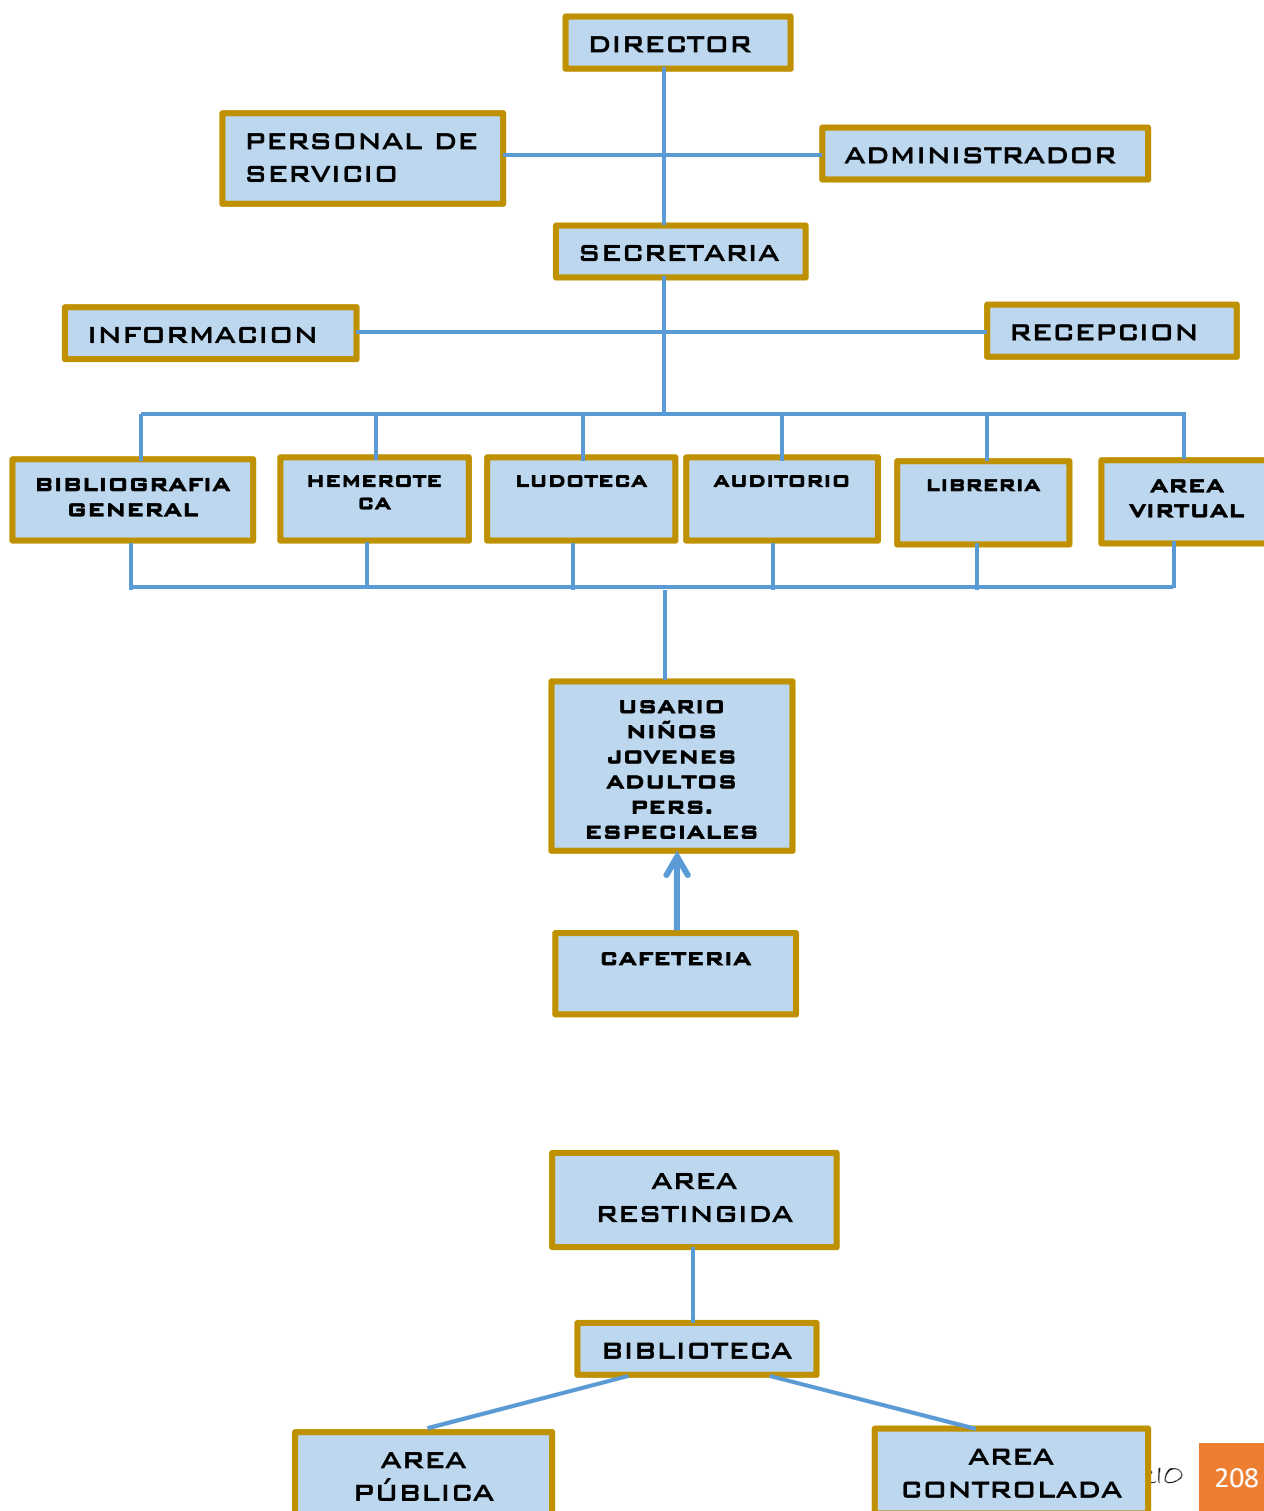 DIRECTOR
PERSONAL DE
SERVICIO
ADMINISTRADOR
SECRETARIA
INFORMACION
RECEPCION
BIBLIOGRAFIA
GENERAL
HEMEROTE
CA
LUDOTECA
AUDITORIO
LIBRERIA
AREA
VIRTUAL
USARIO
NIÑOS
JOVENES
ADULTOS
PERS.
ESPECIALES
CAFETERIA
AREA
RESTINGIDA
BIBLIOTECA
AREA
PÚBLICA
AREA
CONTROLADA
208